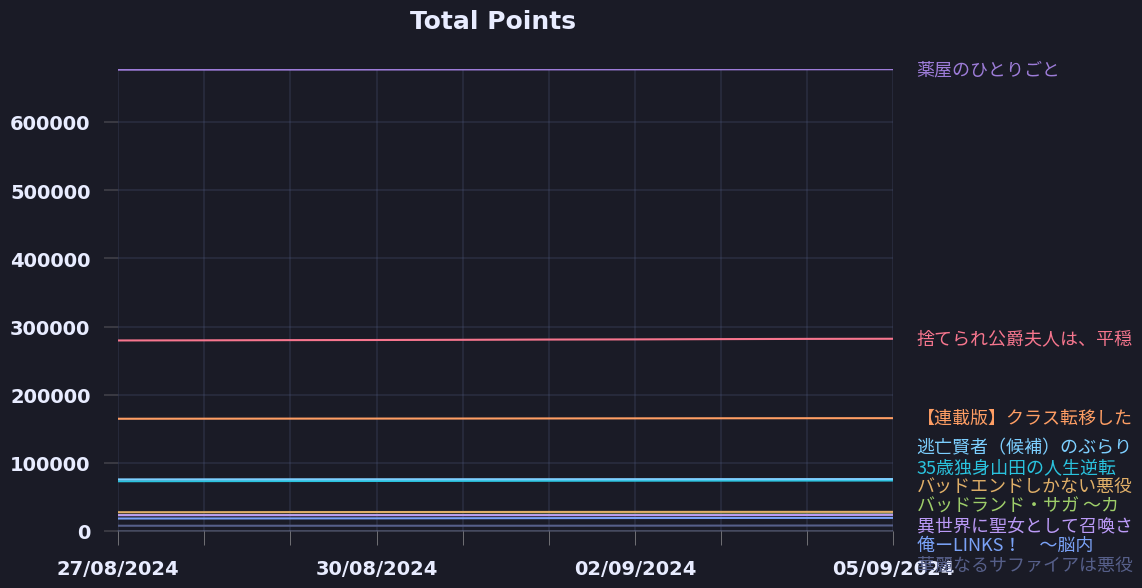 Total Points
薬屋のひとりごと
600000
500000
400000
300000
捨てられ公爵夫人は、平穏
200000
【連載版】クラス転移した
逃亡賢者（候補）のぶらり
100000
35歳独身山田の人生逆転
バッドエンドしかない悪役
バッドランド・サガ 〜カ
0
異世界に聖女として召喚さ
俺ーLINKS！　〜脳内
華麗なるサファイアは悪役
27/08/2024
30/08/2024
02/09/2024
05/09/2024